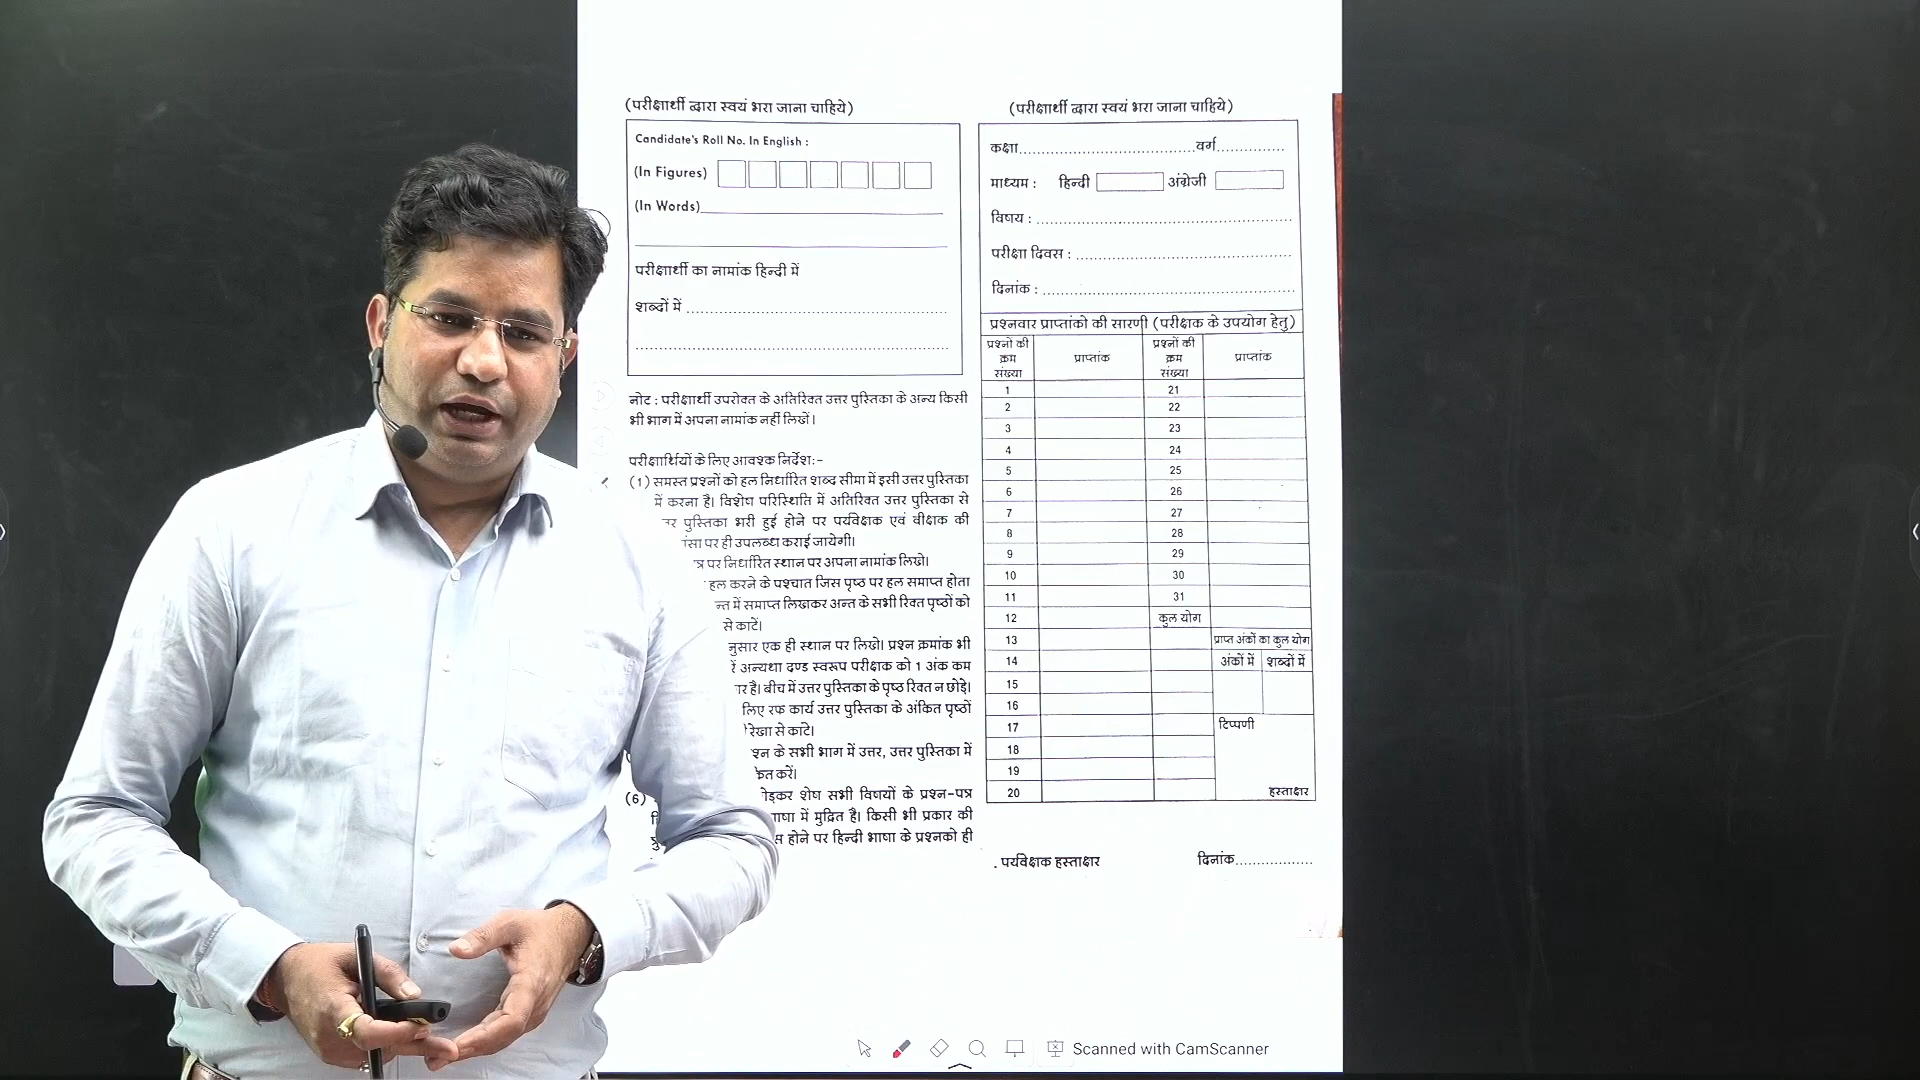 (परीक्षार्थी द्वारा स्वयं भरा जाना चाहिये)
Candidate's Roll No. In English :
(In Figures)
(In Words)
परीक्षार्थी का नामांक हिन्दी में
शब्दों में
नोट : परीक्षार्थी उपरोक्त के अतिरिक्त उत्तर पुस्तिका के अन्य किसी
भी भाग में अपना नामांक नहीं लिखें।
परीक्षार्थियों के लिए आवश्क निर्देश:-
(1) समस्त प्रश्नों को हल निर्धारित शब्द सीमा में इसी उत्तर पुस्तिका
में करना है। विशेष परिस्थिति में अतिरिक्त उत्तर पुस्तिका से
पुस्तिका भरी हुई होने पर पर्यवेक्षक एवं वीक्षक की
पर ही उपलब्ध कराई जायेगी।
पर निर्धारित स्थान पर अपना नामांक लिखे।
हल करने के पश्चात जिस पृष्ठ पर हल समाप्त होता
में समाप्त लिखकर अन्त के सभी रिक्त पृष्ठों को
से काटें।
एक ही स्थान पर लिखे। प्रश्न क्रमांक भी
अन्यथा दण्ड स्वरूप परीक्षक को 1 अंक कम
है। बीच में उत्तर पुस्तिका के पृष्ठ रिक्त न छोड़े।
लिए रफ कार्य उत्तर पुस्तिका के अंकित पृष्ठों
रेखा से काटे।
के सभी भाग में उत्तर, उत्तर पुस्तिका में
करें।
(6)
शेष सभी विषयों के प्रश्न-पत्र
में मुद्रित है। किसी भी प्रकार की
होने पर हिन्दी भाषा के प्रश्नको ही
(परीक्षार्थी द्वारा स्वयं भरा जाना चाहिये)
कक्षा वर्ग
माध्यम : हिन्दी अंग्रेजी
विषय :
परीक्षा दिवस :
दिनांक :
प्रश्नवार प्राप्तांको की सारणी (परीक्षक के उपयोग हेतु)
प्रश्नों की क्रम संख्या प्राप्तांक प्रश्नों की क्रम संख्या प्राप्तांक
1 21
2 22
3 23
4 24
5 25
6 26
7 27
8 28
9 29
10 30
11 31
12 कुल योग
13 प्राप्त अंकों का कुल योग
14 अंकों में शब्दों में
15
16
17 टिप्पणी
18
19
20 हस्ताक्षर
पर्यवेक्षक हस्ताक्षर दिनांक
Scanned with CamScanner